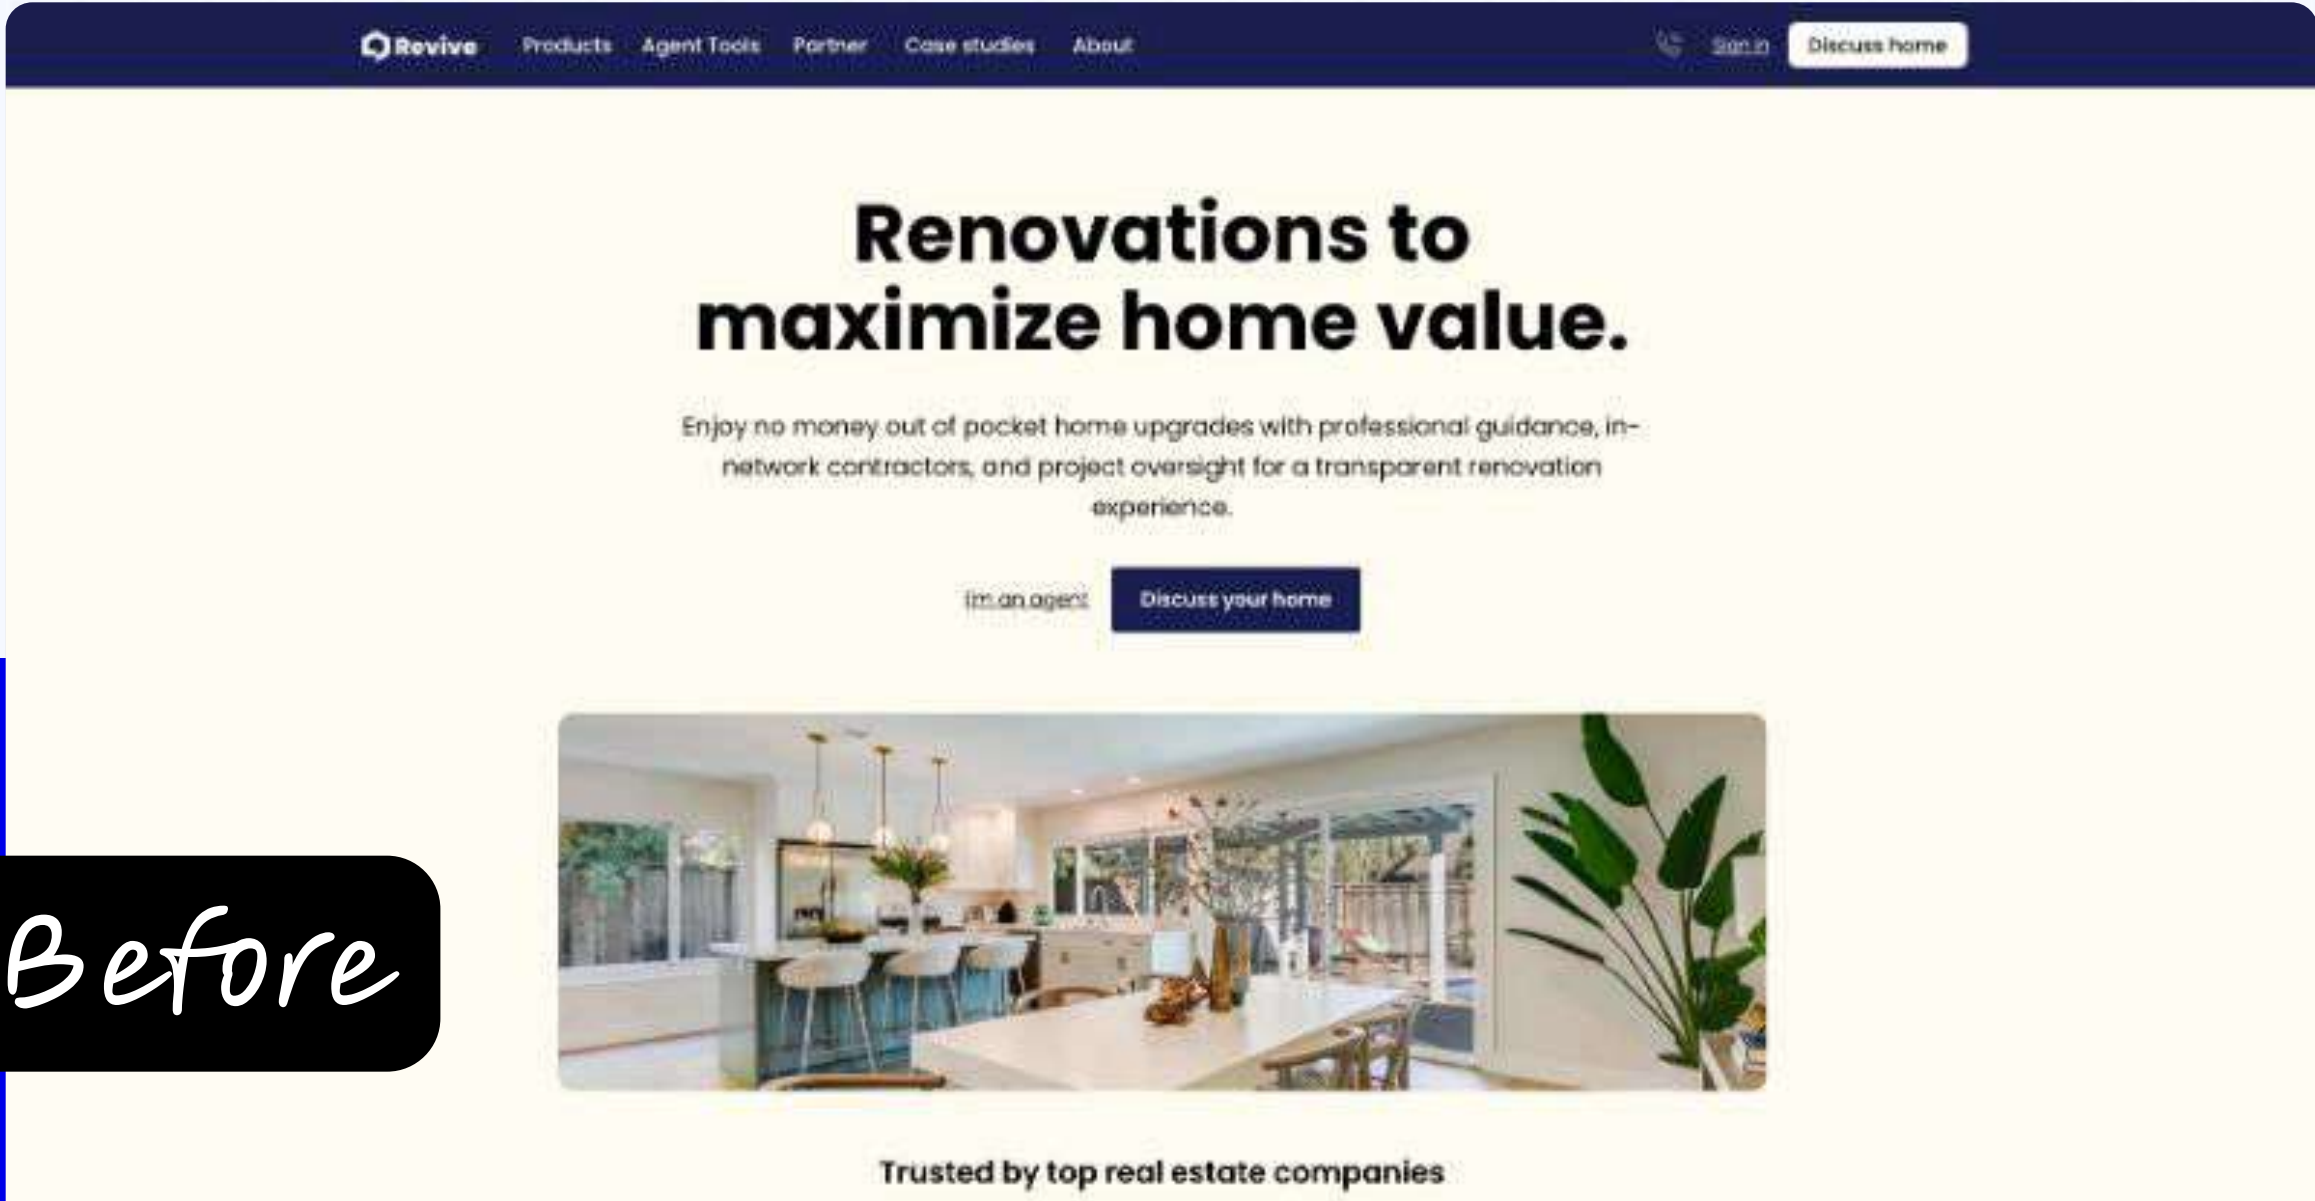 Revive Products Agent Tools Partner Case studies About Sign in Discuss home
Renovations to
maximize home value.
Enjoy no money out of pocket home upgrades with professional guidance, in-
network contractors, and project oversight for a transparent renovation
experience.
I'm an agent Discuss your home
Before
Trusted by top real estate companies